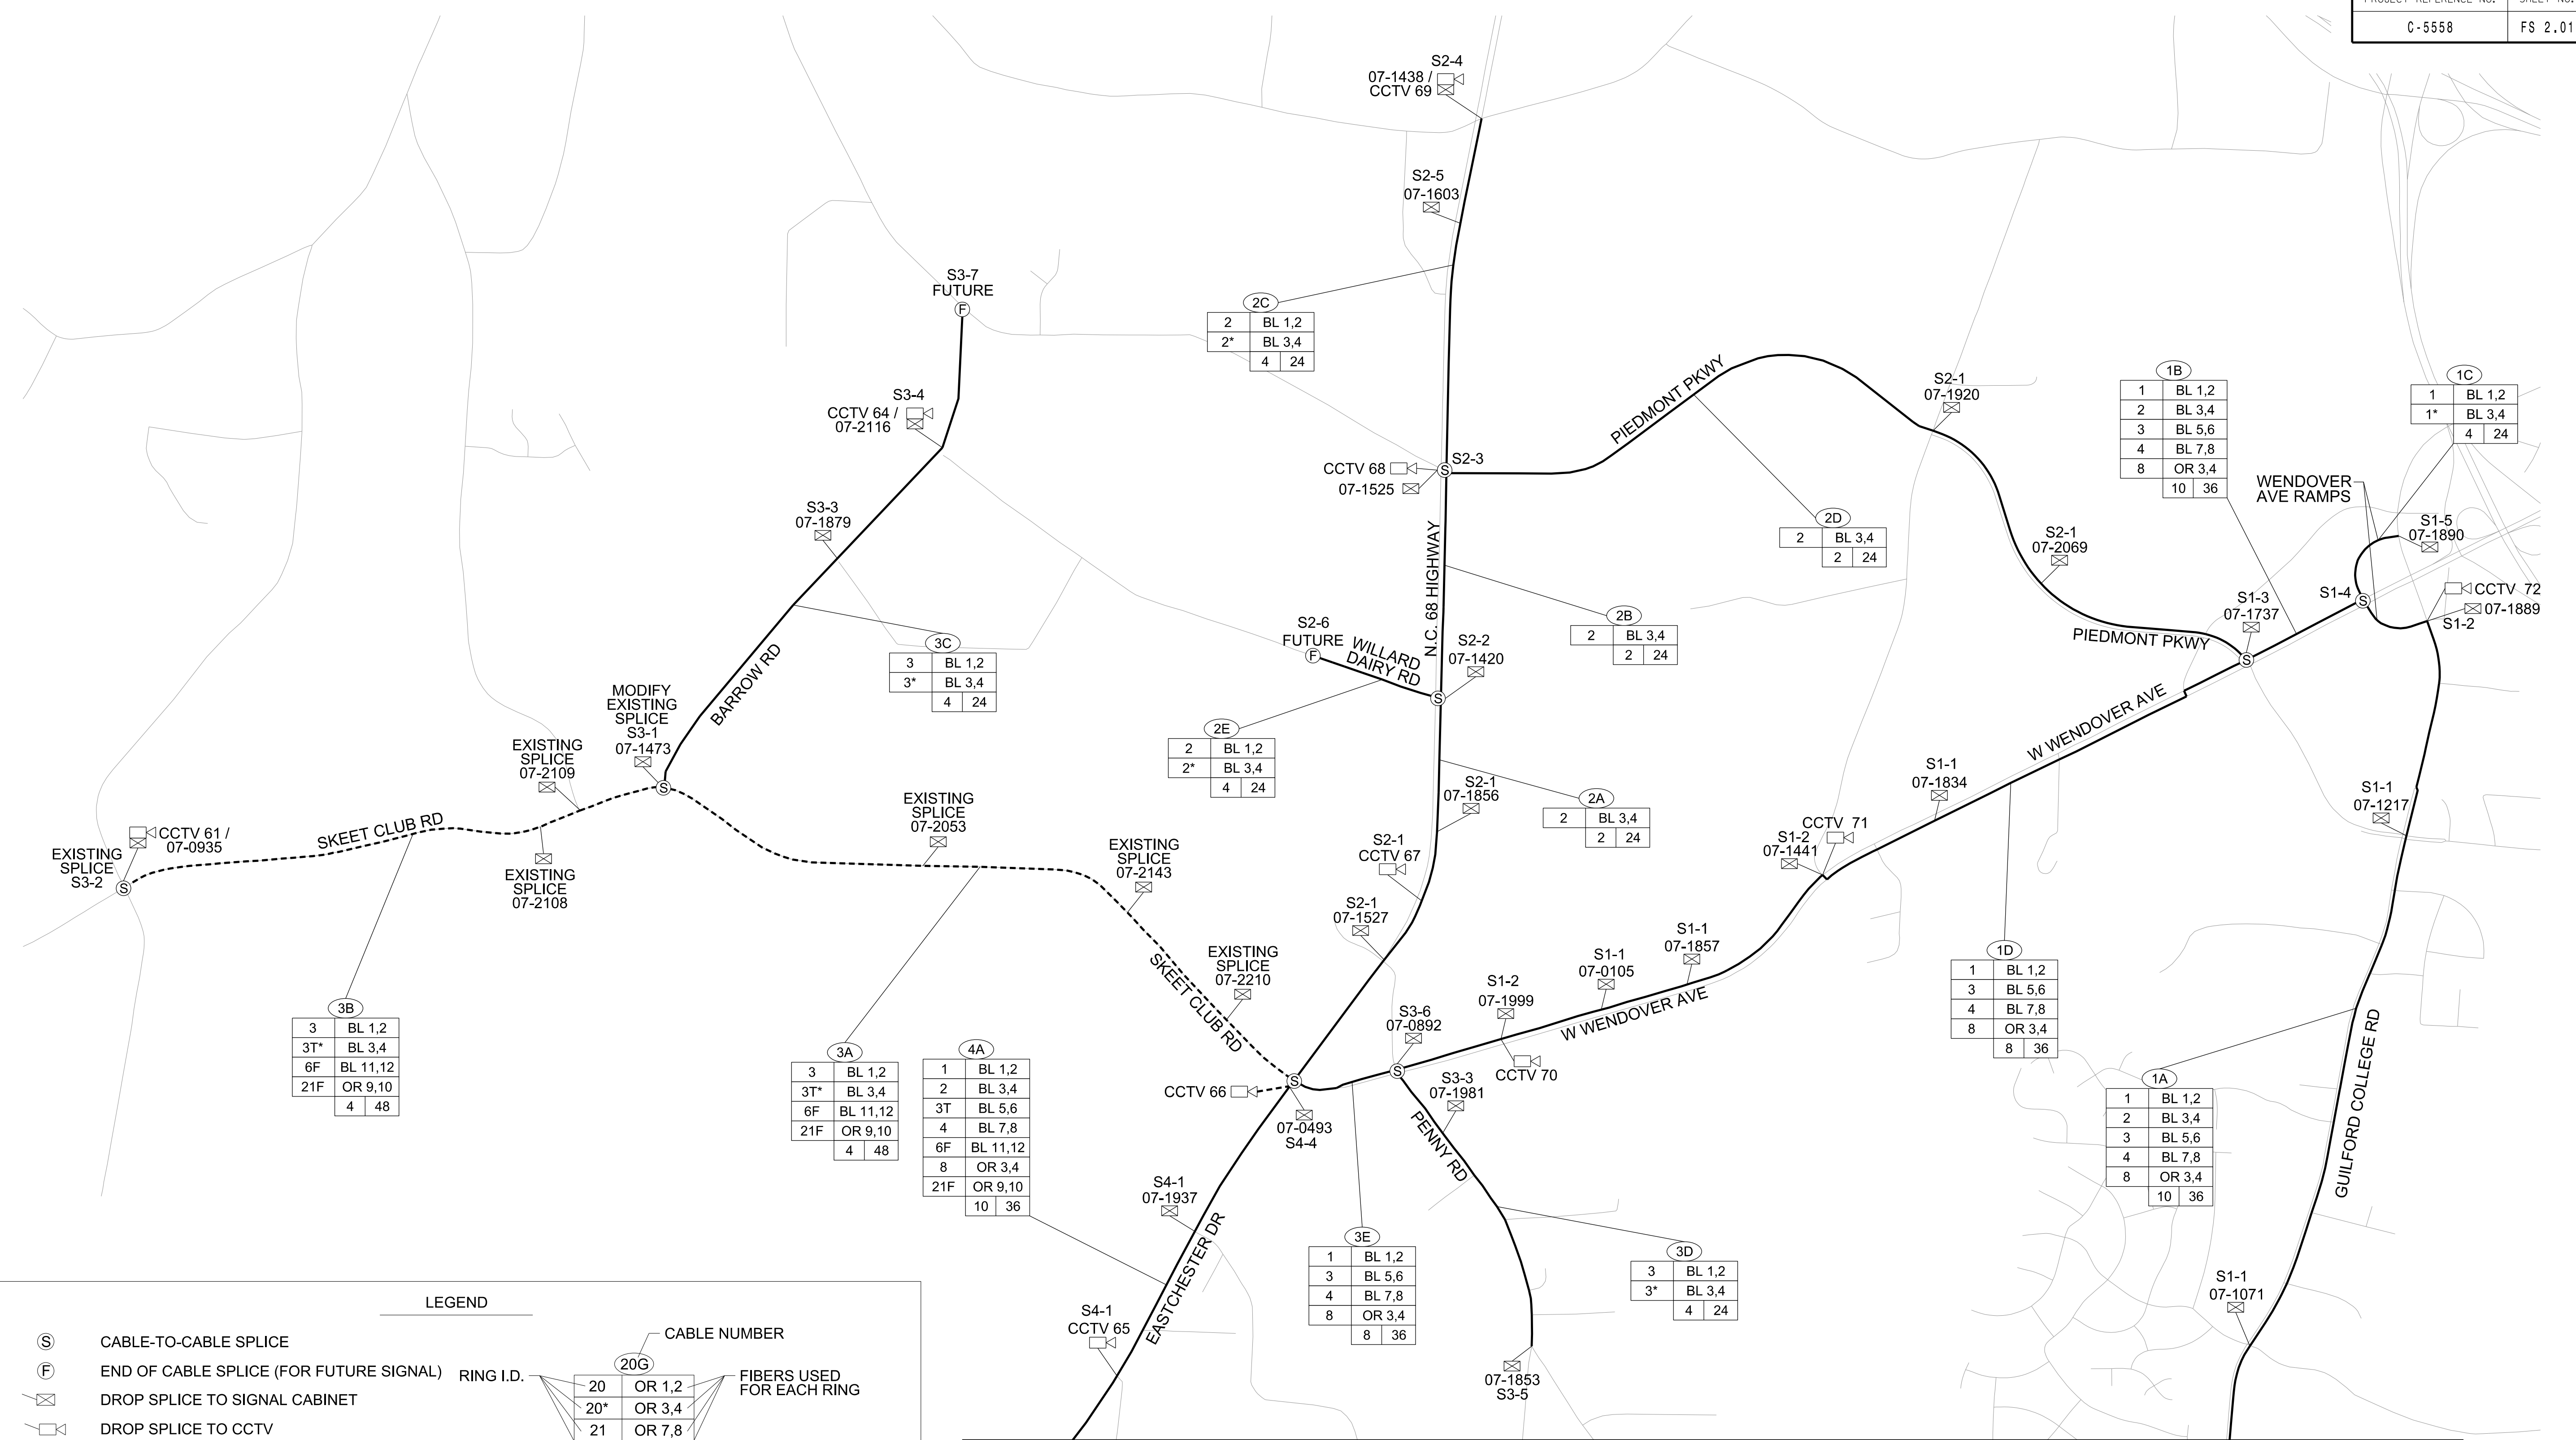 PROJECT REFERENCE NO. SHEET NO.
C-5558 FS 2.01
S2-4
07-1438 /
CCTV 69
S2-5
07-1603
S3-7
FUTURE
2C
2 BL 1,2
2* BL 3,4
4 24
S3-4
CCTV 64 /
07-2116
PIEDMONT PKWY
S2-1
07-1920
1B
1 BL 1,2
2 BL 3,4
3 BL 5,6
4 BL 7,8
8 OR 3,4
10 36
1C
1 BL 1,2
1* BL 3,4
4 24
CCTV 68
S2-3
07-1525
WENDOVER
AVE RAMPS
S3-3
07-1879
2D
2 BL 3,4
2 24
S2-1
07-2069
S1-5
07-1890
N.C. 68 HIGHWAY
S1-3
07-1737
S1-4
CCTV 72
07-1889
S1-2
2B
2 BL 3,4
2 24
S2-6
FUTURE
WILLARD
DAIRY RD
S2-2
07-1420
PIEDMONT PKWY
3C
3 BL 1,2
3* BL 3,4
4 24
BARROW RD
MODIFY
EXISTING
SPLICE
S3-1
07-1473
EXISTING
SPLICE
07-2109
2E
2 BL 1,2
2* BL 3,4
4 24
W WENDOVER AVE
S2-1
07-1856
2A
2 BL 3,4
2 24
S1-1
07-1834
S1-1
07-1217
EXISTING
SPLICE
07-2053
SKEET CLUB RD
CCTV 61 /
07-0935
EXISTING
SPLICE
S3-2
EXISTING
SPLICE
07-2108
EXISTING
SPLICE
07-2143
S2-1
CCTV 67
S1-2
07-1441
CCTV 71
S2-1
07-1527
EXISTING
SPLICE
07-2210
SKEET CLUB RD
S1-1
07-1857
S1-1
07-0105
S1-2
07-1999
W WENDOVER AVE
1D
1 BL 1,2
3 BL 5,6
4 BL 7,8
8 OR 3,4
8 36
3B
3 BL 1,2
3T* BL 3,4
6F BL 11,12
21F OR 9,10
4 48
3A
3 BL 1,2
3T* BL 3,4
6F BL 11,12
21F OR 9,10
4 48
4A
1 BL 1,2
2 BL 3,4
3T BL 5,6
4 BL 7,8
6F BL 11,12
8 OR 3,4
21F OR 9,10
10 36
S3-6
07-0892
CCTV 66
CCTV 70
07-0493
S4-4
S3-3
07-1981
PENNY RD
1A
1 BL 1,2
2 BL 3,4
3 BL 5,6
4 BL 7,8
8 OR 3,4
10 36
GUILFORD COLLEGE RD
S4-1
07-1937
EASTCHESTER DR
3E
1 BL 1,2
3 BL 5,6
4 BL 7,8
8 OR 3,4
8 36
3D
3 BL 1,2
3* BL 3,4
4 24
S1-1
07-1071
S4-1
CCTV 65
07-1853
S3-5
LEGEND
S CABLE-TO-CABLE SPLICE
F END OF CABLE SPLICE (FOR FUTURE SIGNAL)
DROP SPLICE TO SIGNAL CABINET
DROP SPLICE TO CCTV
CABLE NUMBER
20G
RING I.D.
FIBERS USED
FOR EACH RING
20 OR 1,2
20* OR 3,4
21 OR 7,8